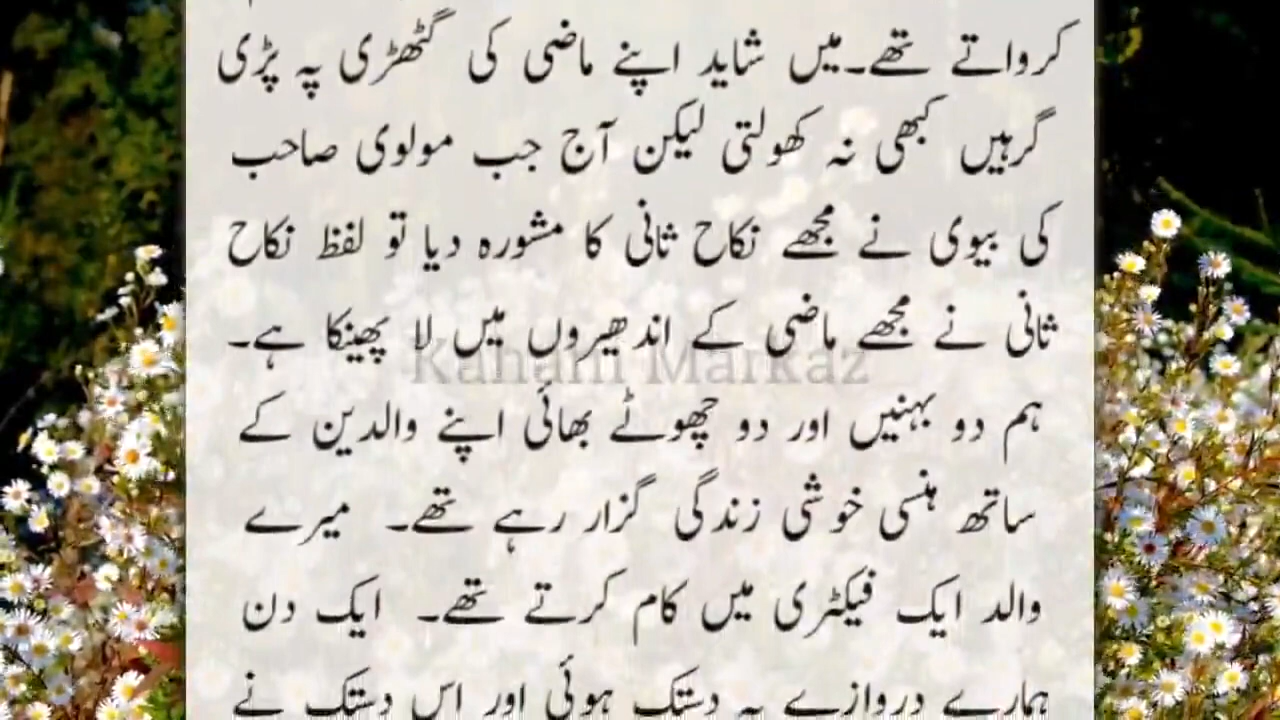 کرواتے تھے۔میں شاید اپنے ماضی کی گٹھڑی پہ پڑی
گرہیں کبھی نہ کھولتی لیکن آج جب مولوی صاحب
کی بیوی نے مجھے نکاح ثانی کا مشورہ دیا تو لفظ نکاح
ثانی نے مجھے ماضی کے اندھیروں میں لا پھینکا ہے۔
Kahani Markaz
ہم دو بہنیں اور دو چھوٹے بھائی اپنے والدین کے
ساتھ ہنسی خوشی زندگی گزار رہے تھے۔ میرے
والد ایک فیکٹری میں کام کرتے تھے۔ ایک دن
ہمارے دروازے پہ دستک ہوئی اور اس دستک نے